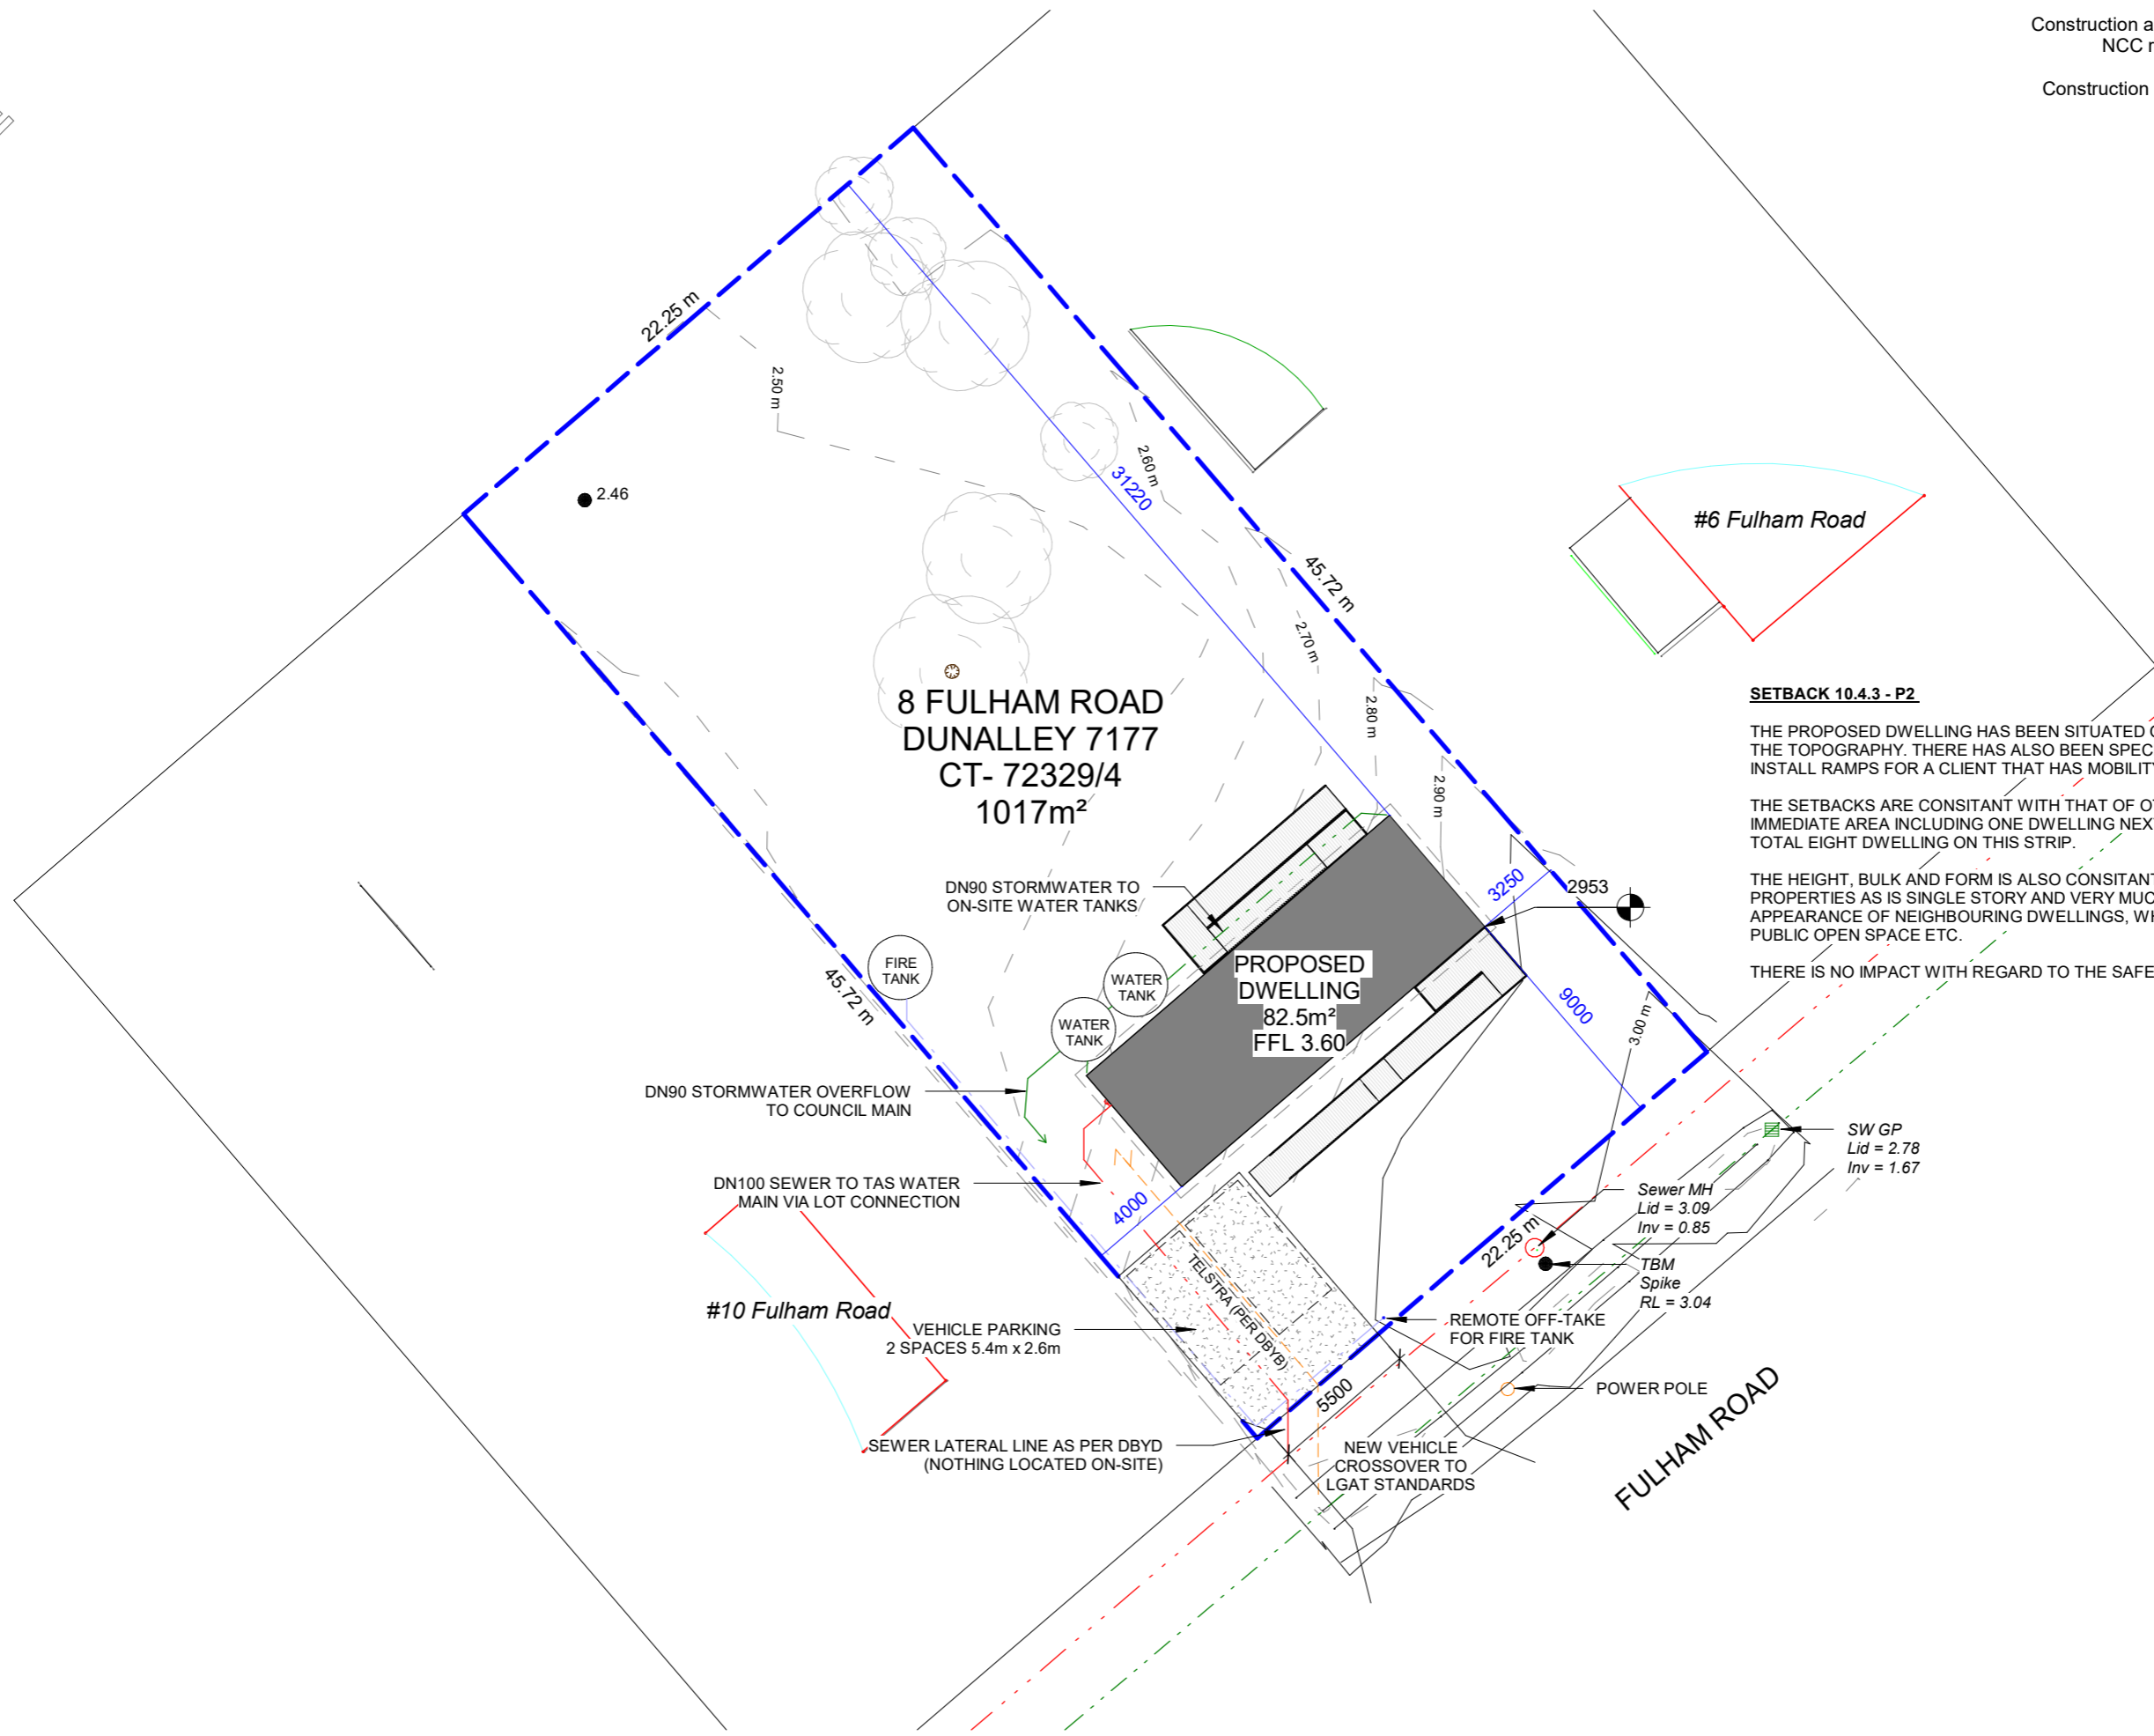 Construction a
NCC
Construction
22.25 m
2.50 m
2.46
2.60 m
31220
45.72 m
2.70 m
#6 Fulham Road
2.80 m
2.90 m
8 FULHAM ROAD
DUNALLEY 7177
CT- 72329/4
1017m²
SETBACK 10.4.3 - P2
THE PROPOSED DWELLING HAS BEEN SITUATED
THE TOPOGRAPHY. THERE HAS ALSO BEEN SPEC
INSTALL RAMPS FOR A CLIENT THAT HAS MOBILITY
THE SETBACKS ARE CONSITANT WITH THAT OF
IMMEDIATE AREA INCLUDING ONE DWELLING NEX
TOTAL EIGHT DWELLING ON THIS STRIP.
THE HEIGHT, BULK AND FORM IS ALSO CONSITANT
PROPERTIES AS IS SINGLE STORY AND VERY MUC
APPEARANCE OF NEIGHBOURING DWELLINGS, WH
PUBLIC OPEN SPACE ETC.
THERE IS NO IMPACT WITH REGARD TO THE SAFE
DN90 STORMWATER TO
ON-SITE WATER TANKS
3250
2953
FIRE
TANK
WATER
TANK
WATER
TANK
PROPOSED
DWELLING
82.5m²
FFL 3.60
9000
3.00 m
45.72 m
DN90 STORMWATER OVERFLOW
TO COUNCIL MAIN
SW GP
Lid = 2.78
Inv = 1.67
DN100 SEWER TO TAS WATER
MAIN VIA LOT CONNECTION
4000
Sewer MH
Lid = 3.09
Inv = 0.85
22.25 m
TBM
Spike
RL = 3.04
TELSTRA (PER DBYB)
#10 Fulham Road
VEHICLE PARKING
2 SPACES 5.4m x 2.6m
REMOTE OFF-TAKE
FOR FIRE TANK
5500
POWER POLE
SEWER LATERAL LINE AS PER DBYD
(NOTHING LOCATED ON-SITE)
NEW VEHICLE
CROSSOVER TO
LGAT STANDARDS
FULHAM ROAD